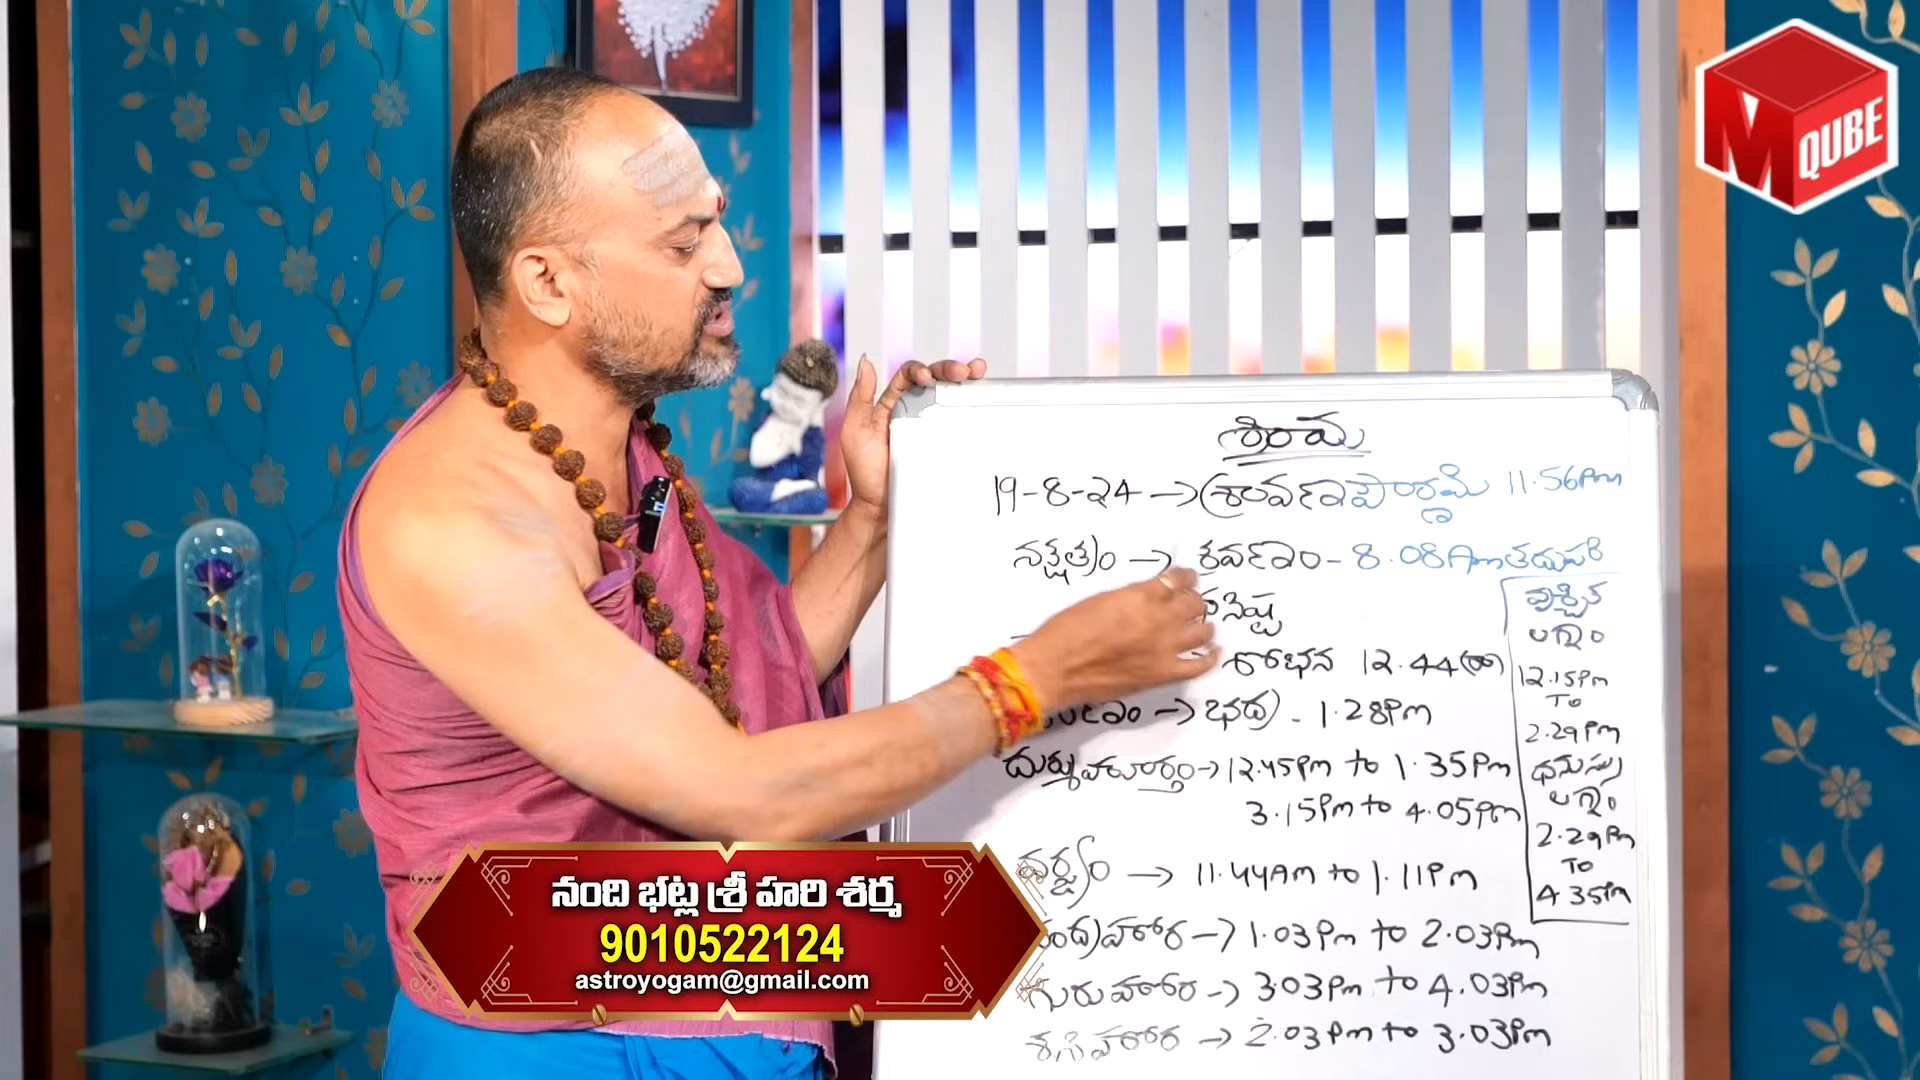 M QUBE
శ్రీరామ
19-8-24 → శ్రావణ పౌర్ణమి 11.56Pm
నక్షత్రం → శ్రవణం - 8.08Am తదుపరి
శోభన 12.44(రా)
→ భద్ర - 1.28Pm
దుర్ముహూర్తం → 12.45Pm to 1.35Pm
3.15Pm to 4.05Pm
వర్జ్యం → 11.44Am to 1.11Pm
చంద్రహోర → 1.03Pm to 2.03Pm
గురుహోర → 3.03Pm to 4.03Pm
శనిహోర → 2.03Pm to 3.03Pm
వృశ్చిక
లగ్నం
12.15Pm
To
2.29Pm
ధనుస్సు
లగ్నం
2.29Pm
To
4.35Pm
నంది భట్ల శ్రీ హరి శర్మ
9010522124
astroyogam@gmail.com